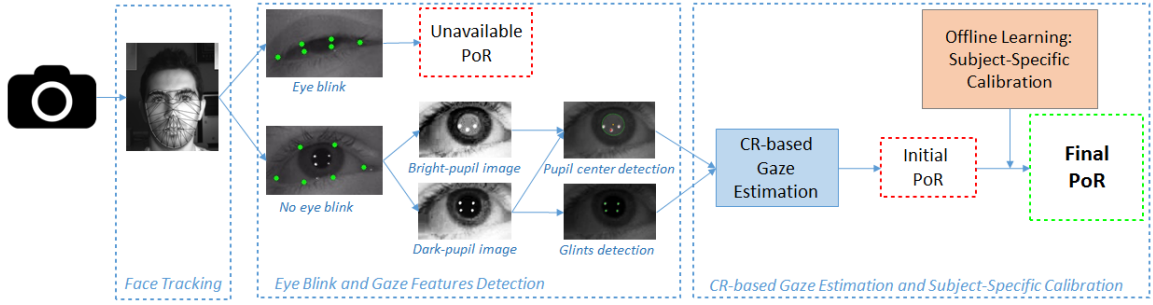 Unavailable
PoR
Eye blink
No eye blink
Bright-pupil image
Dark-pupil image
Pupil center detection
Glints detection
CR-based
Gaze
Estimation
Initial
PoR
Offline Learning:
Subject-Specific
Calibration
Final
PoR
Face Tracking
Eye Blink and Gaze Features Detection
CR-based Gaze Estimation and Subject-Specific Calibration